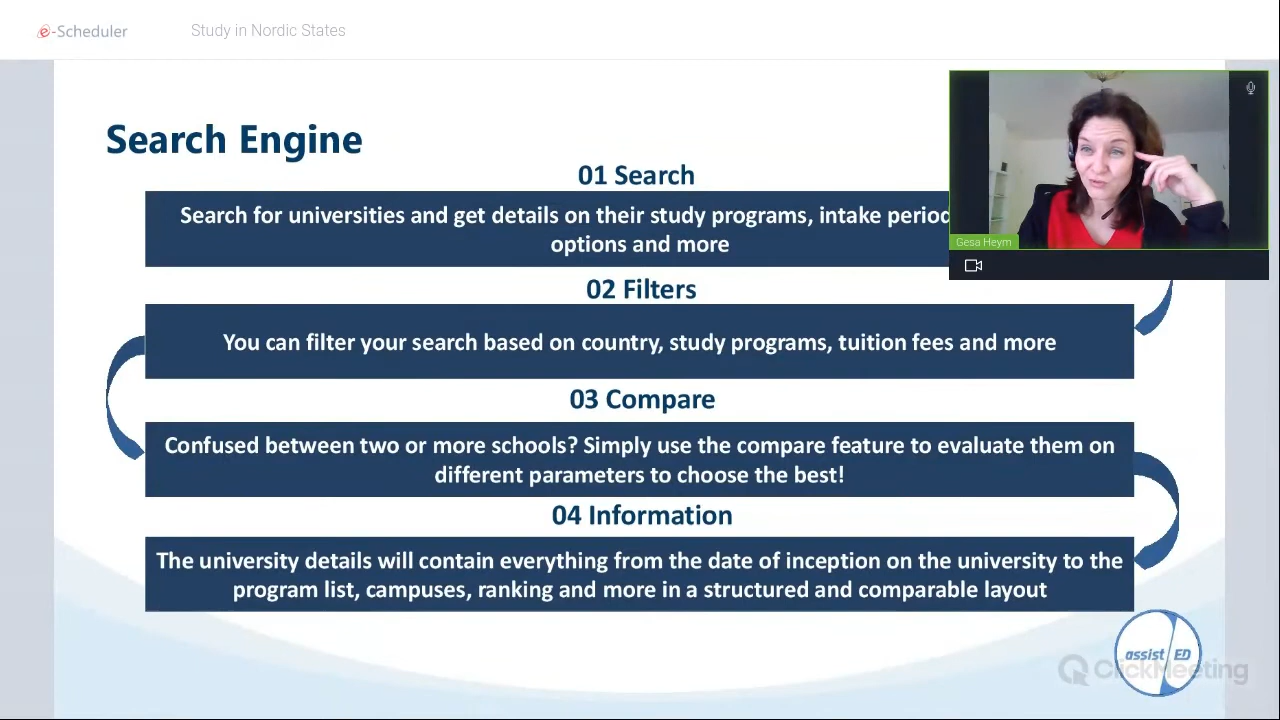 e-Scheduler
Study in Nordic States
Search Engine
01 Search
Search for universities and get details on their study programs, intake
options and more
Gesa Heym
02 Filters
You can filter your search based on country, study programs, tuition fees and more
03 Compare
Confused between two or more schools? Simply use the compare feature to evaluate them on
different parameters to choose the best!
04 Information
The university details will contain everything from the date of inception on the university to the
program list, campuses, ranking and more in a structured and comparable layout
assist ED
ClickMeeting